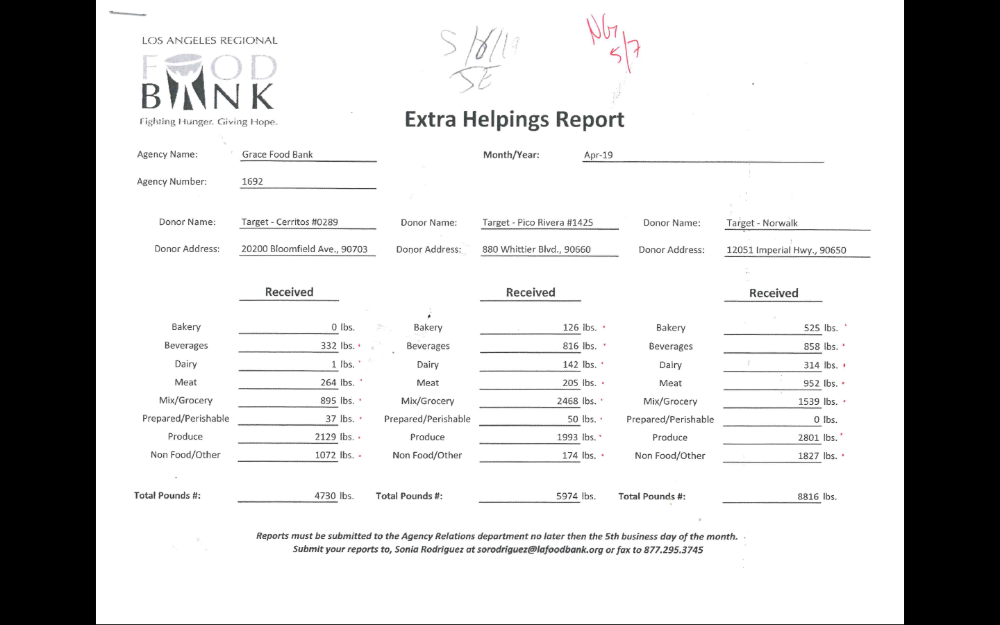 S/6/19
SE
NG
5/7
LOS ANGELES REGIONAL
FOOD
BANK
Fighting Hunger. Giving Hope.
Extra Helpings Report
Agency Name: Grace Food Bank Month/Year: Apr-19
Agency Number: 1692
Donor Name: Target - Cerritos #0289 Donor Name: Target - Pico Rivera #1425 Donor Name: Target - Norwalk
Donor Address: 20200 Bloomfield Ave., 90703 Donor Address: 880 Whittier Blvd., 90660 Donor Address: 12051 Imperial Hwy., 90650
Received Received Received
Bakery 0 lbs. Bakery 126 lbs. Bakery 525 lbs.
Beverages 332 lbs. Beverages 816 lbs. Beverages 858 lbs.
Dairy 1 lbs. Dairy 142 lbs. Dairy 314 lbs.
Meat 264 lbs. Meat 205 lbs. Meat 952 lbs.
Mix/Grocery 895 lbs. Mix/Grocery 2468 lbs. Mix/Grocery 1539 lbs.
Prepared/Perishable 37 lbs. Prepared/Perishable 50 lbs. Prepared/Perishable 0 lbs.
Produce 2129 lbs. Produce 1993 lbs. Produce 2801 lbs.
Non Food/Other 1072 lbs. Non Food/Other 174 lbs. Non Food/Other 1827 lbs.
Total Pounds #: 4730 lbs. Total Pounds #: 5974 lbs. Total Pounds #: 8816 lbs.
Reports must be submitted to the Agency Relations department no later then the 5th business day of the month.
Submit your reports to, Sonia Rodriguez at sorodriguez@lafoodbank.org or fax to 877.295.3745